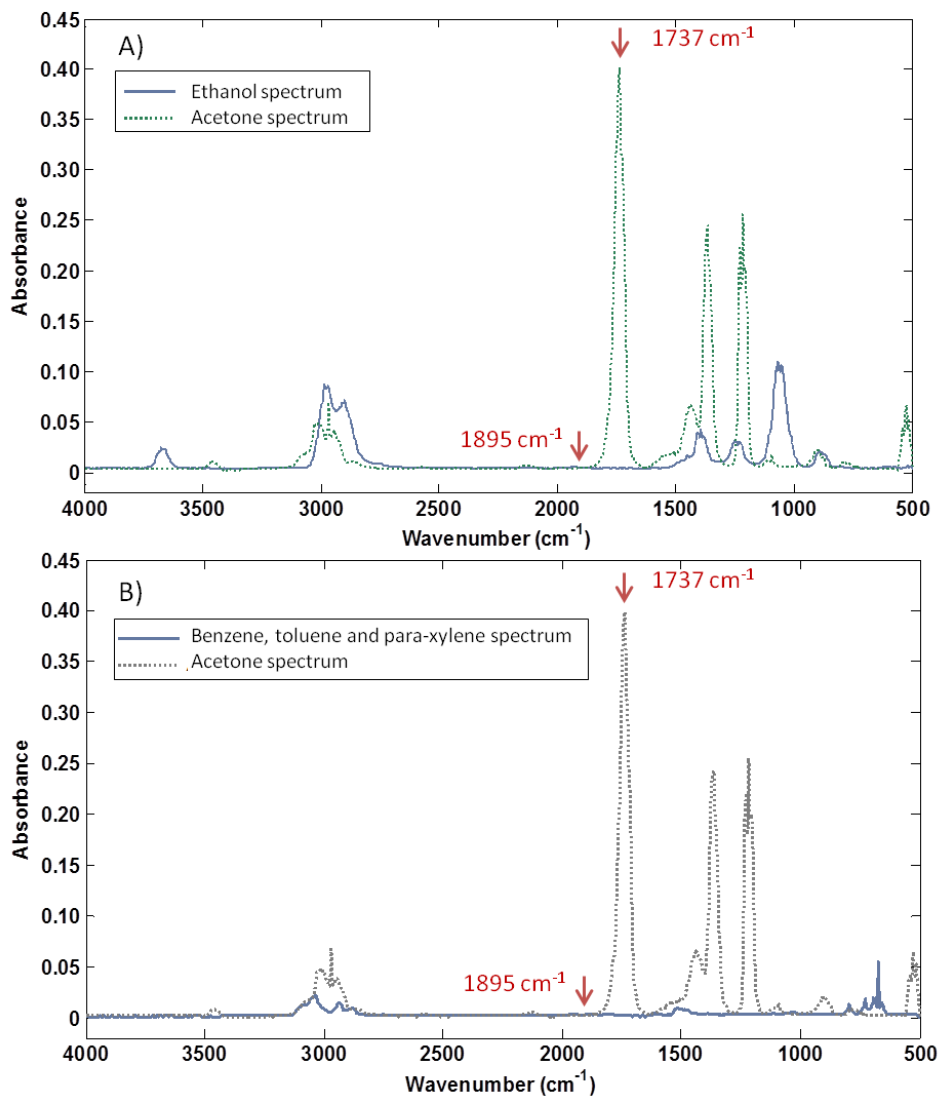 A)
1737 cm⁻¹
Ethanol spectrum
Acetone spectrum
1895 cm⁻¹
0.45
0.40
0.35
0.30
0.25
0.20
0.15
0.10
0.05
0
Absorbance
4000 3500 3000 2500 2000 1500 1000 500
Wavenumber (cm⁻¹)
B)
1737 cm⁻¹
Benzene, toluene and para-xylene spectrum
Acetone spectrum
1895 cm⁻¹
0.45
0.40
0.35
0.30
0.25
0.20
0.15
0.10
0.05
0
Absorbance
4000 3500 3000 2500 2000 1500 1000 500
Wavenumber (cm⁻¹)